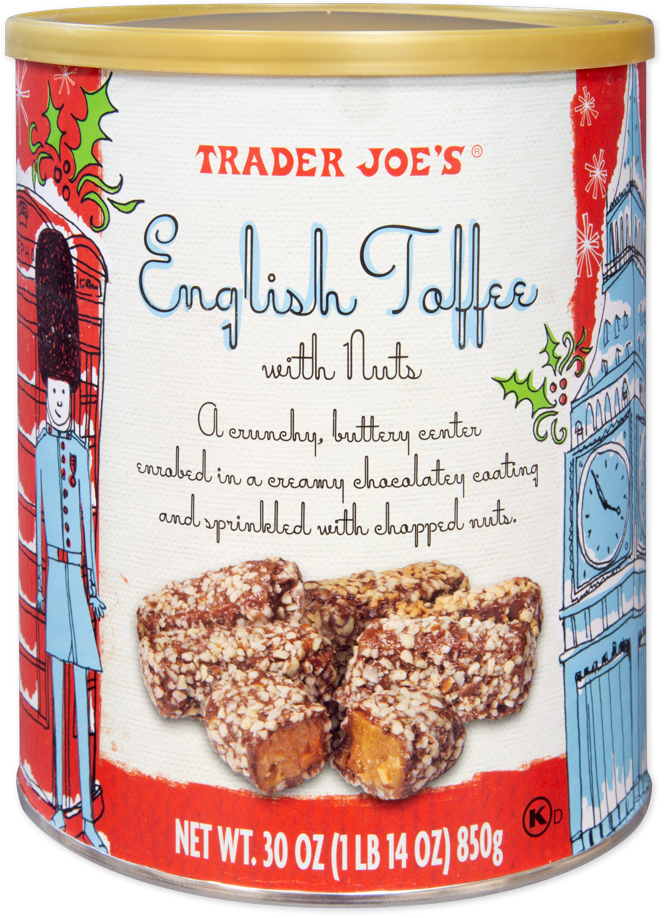 TRADER JOE'S®
English Toffee
with Nuts
A crunchy, buttery center
enrobed in a creamy chocolatey coating
and sprinkled with chopped nuts.
NET WT. 30 OZ (1 LB 14 OZ) 850g
K D